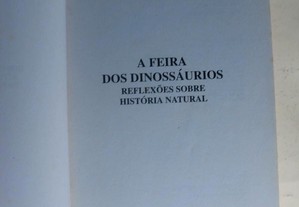 A FEIRA
DOS DINOSSÁURIOS
REFLEXÕES SOBRE
HISTÓRIA NATURAL